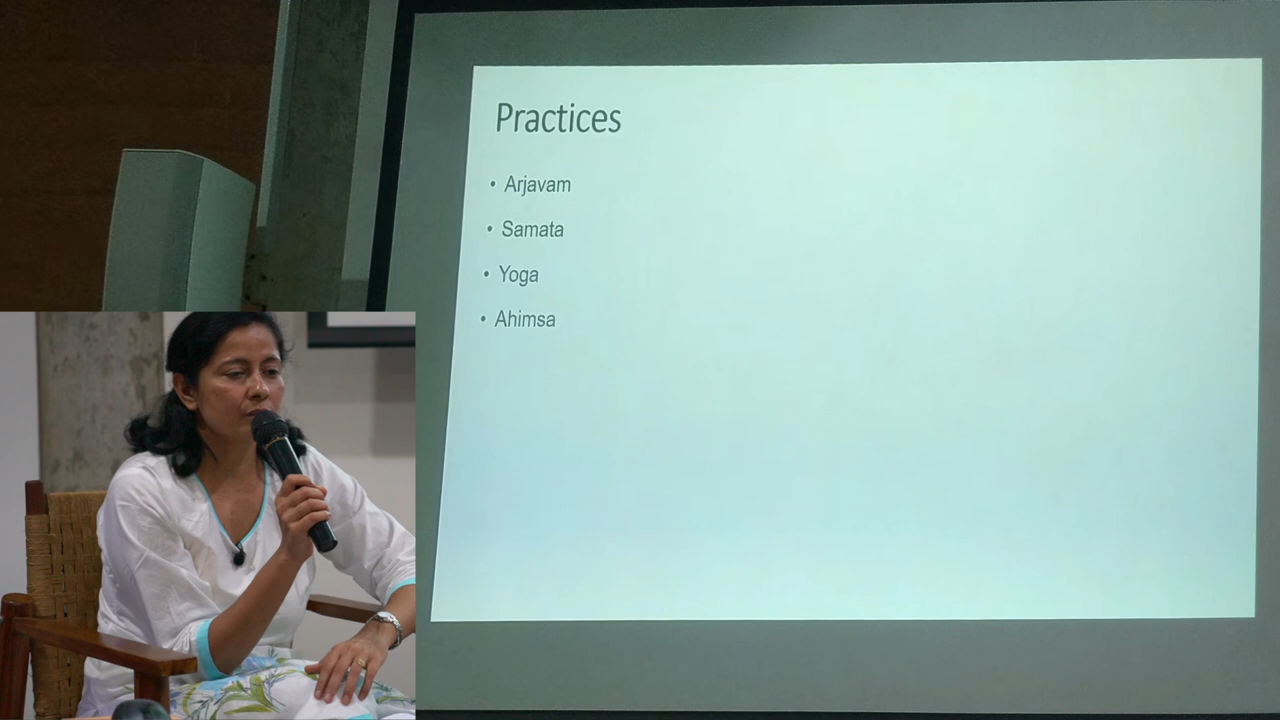 Practices
• Arjavam
• Samata
• Yoga
• Ahimsa